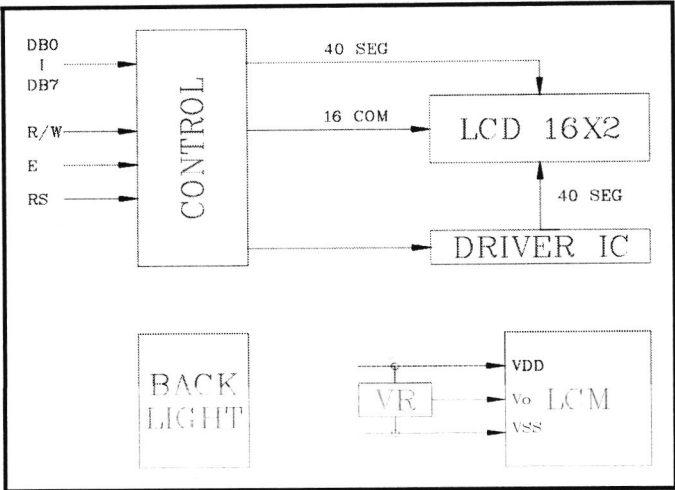 DB0
I
DB7
R/W
E
RS
CONTROL
40 SEG
16 COM
LCD 16X2
40 SEG
DRIVER IC
BACK
LIGHT
VR
VDD
Vo
VSS
LCM